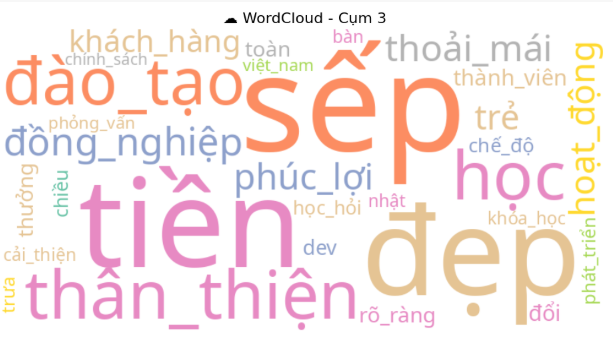 ☁ WordCloud - Cụm 3
khách_hàng
toàn
bàn
thoải_mái
chính_sách
việt_nam
thành_viên
đào_tạo
sếp
hoạt_động
phỏng_vấn
trẻ
đồng_nghiệp
chế_độ
phúc_lợi
học
thưởng
chiều
tiền
học_hỏi
nhật
đẹp
khóa_học
phát_triển
cải_thiện
dev
trưa
thân_thiện
rõ_ràng
đổi